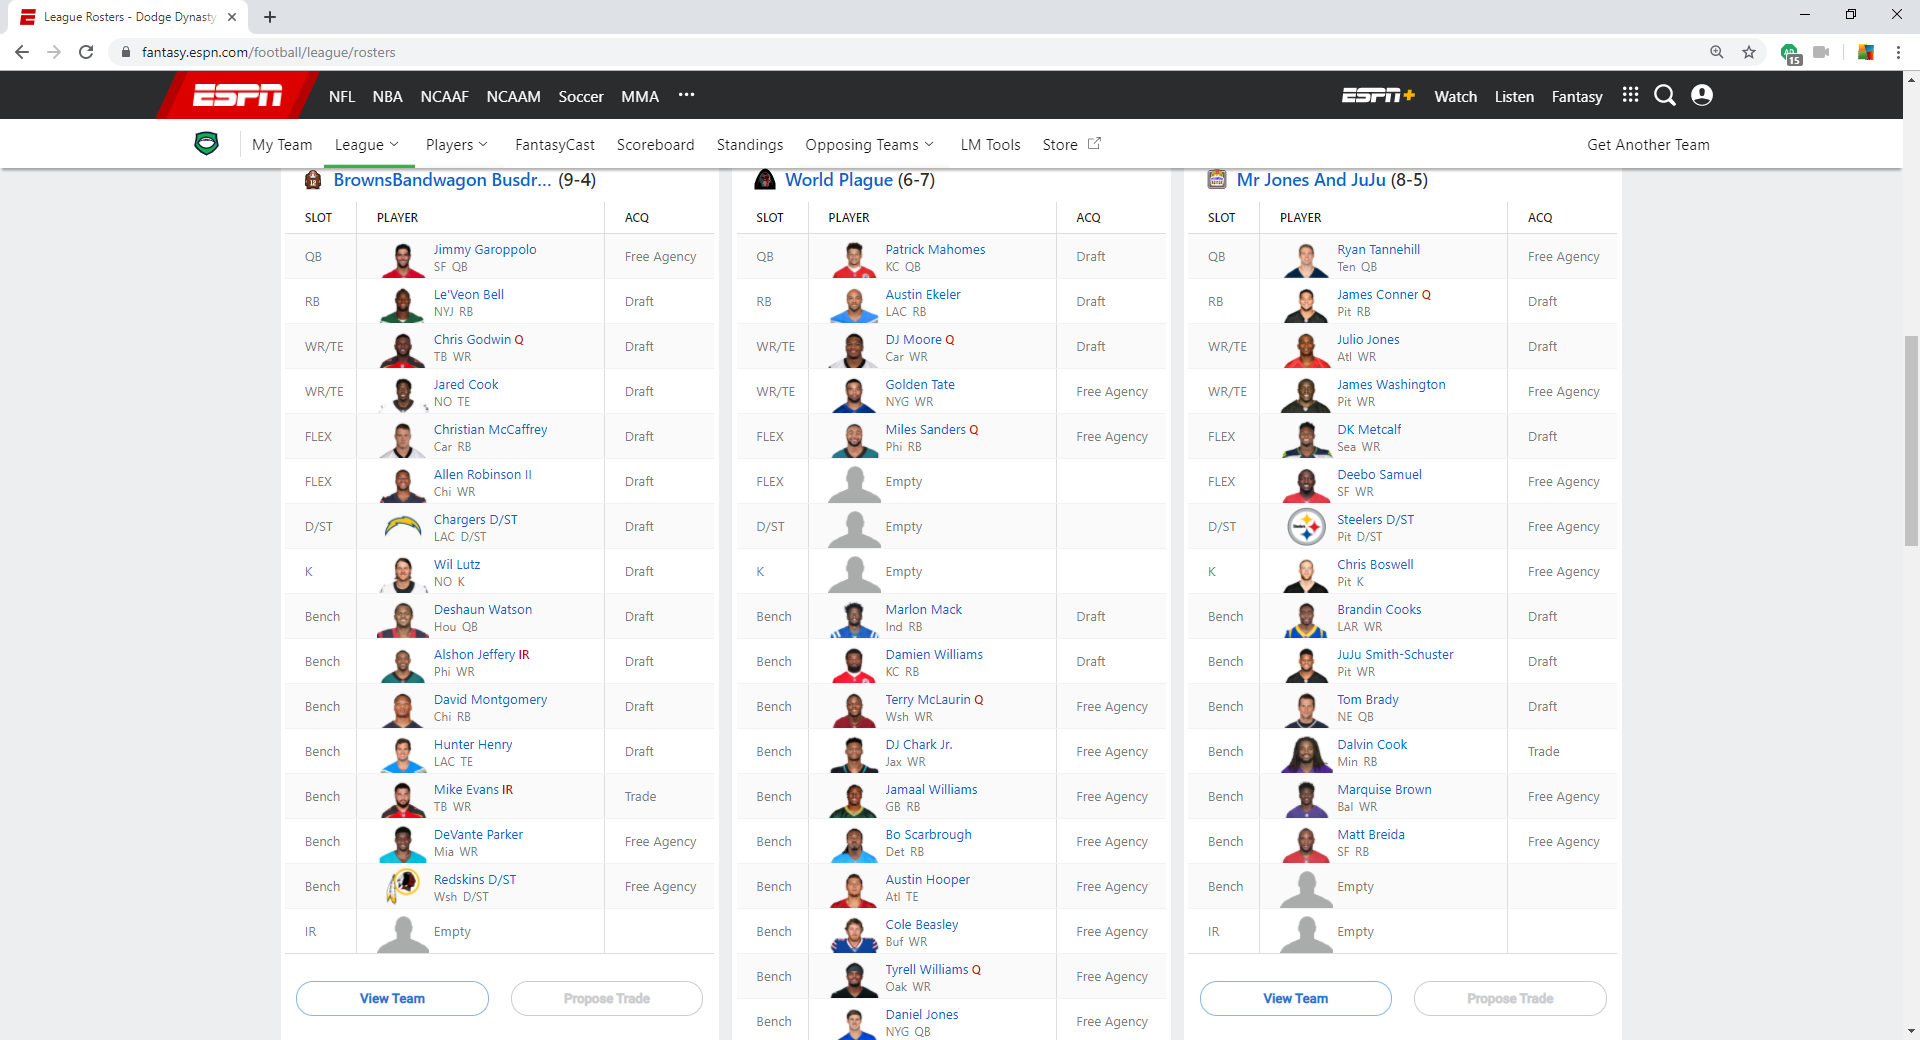 League Rosters - Dodge Dynasty
fantasy.espn.com/football/league/rosters
15
ESPN NFL NBA NCAAF NCAAM Soccer MMA ESPN+ Watch Listen Fantasy
My Team League Players FantasyCast Scoreboard Standings Opposing Teams LM Tools Store Get Another Team
BrownsBandwagon Busdr... (9-4)
SLOT PLAYER ACQ
QB Jimmy Garoppolo Free Agency
SF QB
RB Le'Veon Bell Draft
NYJ RB
WR/TE Chris Godwin Q Draft
TB WR
WR/TE Jared Cook Draft
NO TE
FLEX Christian McCaffrey Draft
Car RB
FLEX Allen Robinson II Draft
Chi WR
D/ST Chargers D/ST Draft
LAC D/ST
K Wil Lutz Draft
NO K
Bench Deshaun Watson Draft
Hou QB
Bench Alshon Jeffery IR Draft
Phi WR
Bench David Montgomery Draft
Chi RB
Bench Hunter Henry Draft
LAC TE
Bench Mike Evans IR Trade
TB WR
Bench DeVante Parker Free Agency
Mia WR
Bench Redskins D/ST Free Agency
Wsh D/ST
IR Empty
View Team Propose Trade
World Plague (6-7)
SLOT PLAYER ACQ
QB Patrick Mahomes Draft
KC QB
RB Austin Ekeler Draft
LAC RB
WR/TE DJ Moore Q Draft
Car WR
WR/TE Golden Tate Free Agency
NYG WR
FLEX Miles Sanders Q Free Agency
Phi RB
FLEX Empty
D/ST Empty
K Empty
Bench Marlon Mack Draft
Ind RB
Bench Damien Williams Draft
KC RB
Bench Terry McLaurin Q Free Agency
Wsh WR
Bench DJ Chark Jr. Free Agency
Jax WR
Bench Jamaal Williams Free Agency
GB RB
Bench Bo Scarbrough Free Agency
Det RB
Bench Austin Hooper Free Agency
Atl TE
Bench Cole Beasley Free Agency
Buf WR
Bench Tyrell Williams Q Free Agency
Oak WR
Bench Daniel Jones Free Agency
NYG QB
Mr Jones And JuJu (8-5)
SLOT PLAYER ACQ
QB Ryan Tannehill Free Agency
Ten QB
RB James Conner Q Draft
Pit RB
WR/TE Julio Jones Draft
Atl WR
WR/TE James Washington Free Agency
Pit WR
FLEX DK Metcalf Draft
Sea WR
FLEX Deebo Samuel Free Agency
SF WR
D/ST Steelers D/ST Free Agency
Pit D/ST
K Chris Boswell Free Agency
Pit K
Bench Brandin Cooks Draft
LAR WR
Bench JuJu Smith-Schuster Draft
Pit WR
Bench Tom Brady Draft
NE QB
Bench Dalvin Cook Trade
Min RB
Bench Marquise Brown Free Agency
Bal WR
Bench Matt Breida Free Agency
SF RB
Bench Empty
IR Empty
View Team Propose Trade